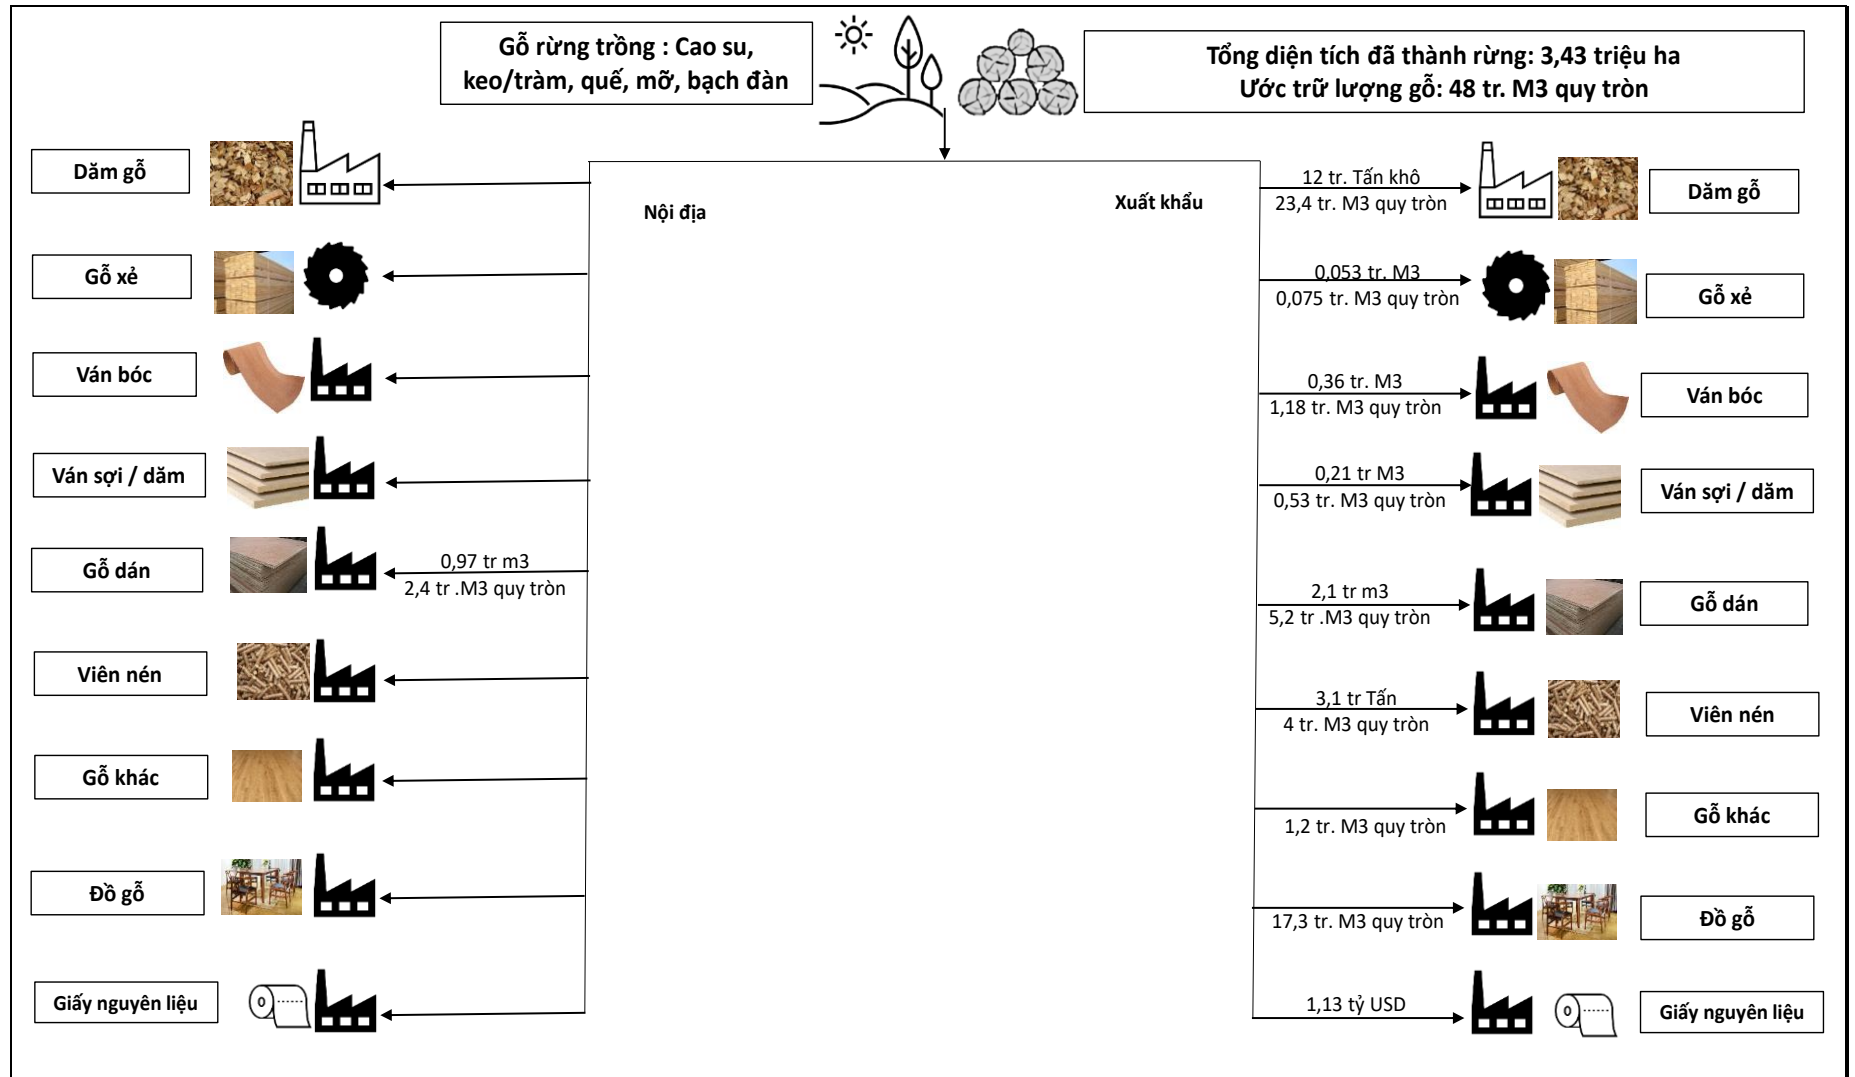 Gỗ rừng trồng : Cao su,
keo/tràm, quế, mỡ, bạch đàn
Tổng diện tích đã thành rừng: 3,43 triệu ha
Ước trữ lượng gỗ: 48 tr. M3 quy tròn
Nội địa
Dăm gỗ
Gỗ xẻ
Ván bóc
Ván sợi / dăm
Gỗ dán
0,97 tr m3
2,4 tr .M3 quy tròn
Viên nén
Gỗ khác
Đồ gỗ
Giấy nguyên liệu
Xuất khẩu
12 tr. Tấn khô
23,4 tr. M3 quy tròn
Dăm gỗ
0,053 tr. M3
0,075 tr. M3 quy tròn
Gỗ xẻ
0,36 tr. M3
1,18 tr. M3 quy tròn
Ván bóc
0,21 tr M3
0,53 tr. M3 quy tròn
Ván sợi / dăm
2,1 tr m3
5,2 tr .M3 quy tròn
Gỗ dán
3,1 tr Tấn
4 tr. M3 quy tròn
Viên nén
1,2 tr. M3 quy tròn
Gỗ khác
17,3 tr. M3 quy tròn
Đồ gỗ
1,13 tỷ USD
Giấy nguyên liệu